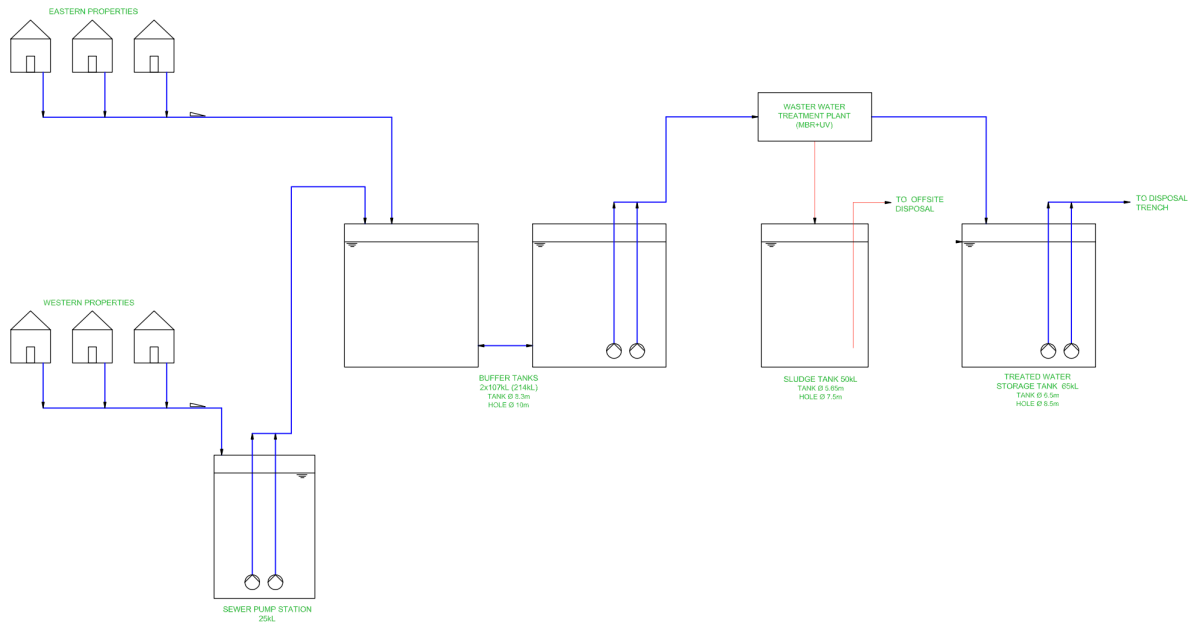 EASTERN PROPERTIES
WASTER WATER
TREATMENT PLANT
(MBR+UV)
TO OFFSITE
DISPOSAL
TO DISPOSAL
TRENCH
WESTERN PROPERTIES
BUFFER TANKS
2x107kL (214kL)
TANK Ø 8.3m
HOLE Ø 10m
SLUDGE TANK 50kL
TANK Ø 5.65m
HOLE Ø 7.5m
TREATED WATER
STORAGE TANK 65kL
TANK Ø 6.5m
HOLE Ø 8.5m
SEWER PUMP STATION
25kL